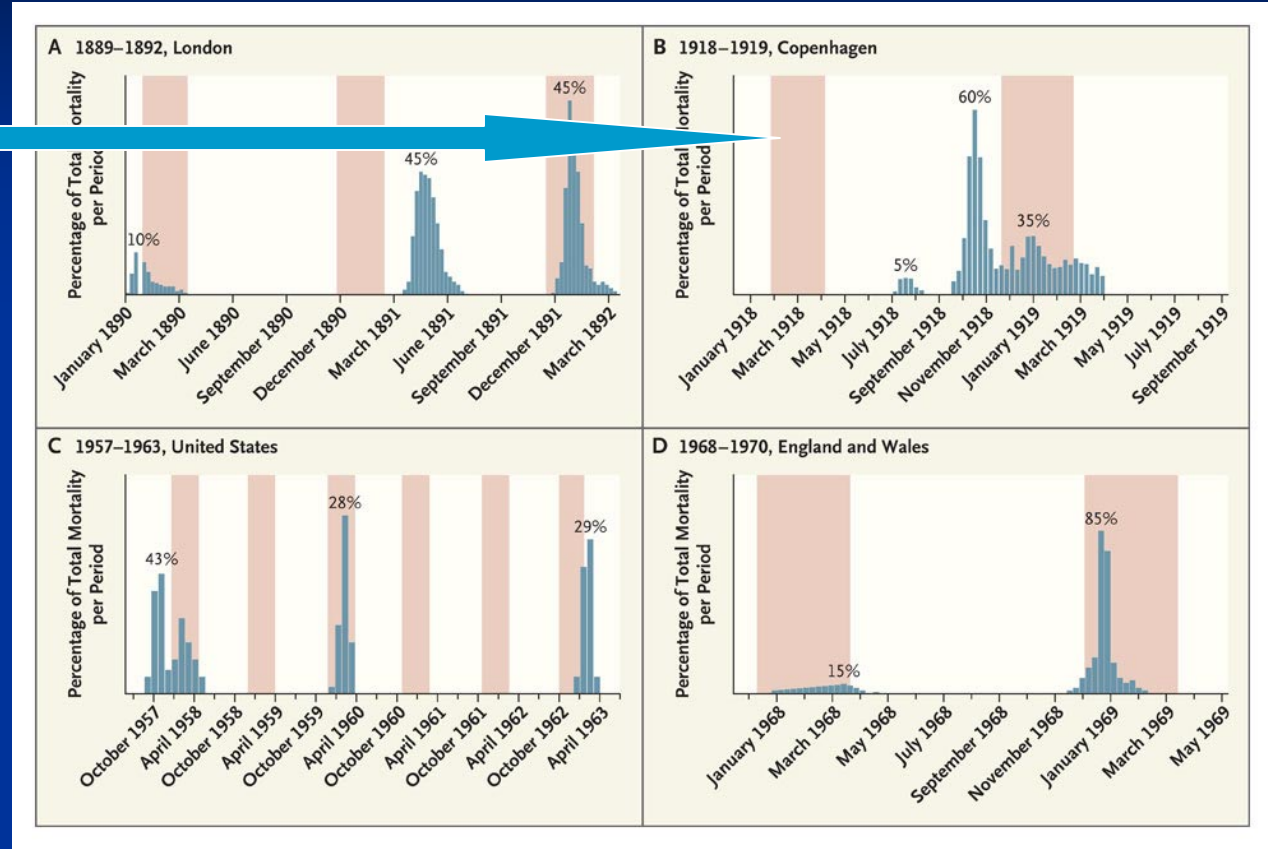 A 1889–1892, London
Percentage of Total ortality
per Perio
10%
45%
45%
January 1890
March 1890
June 1890
September 1890
December 1890
March 1891
June 1891
September 1891
December 1891
March 1892
B 1918–1919, Copenhagen
Percentage of Total Mortality
per Period
5%
60%
35%
January 1918
March 1918
May 1918
July 1918
September 1918
November 1918
January 1919
March 1919
May 1919
July 1919
September 1919
C 1957–1963, United States
Percentage of Total Mortality
per Period
43%
28%
29%
October 1957
April 1958
October 1958
April 1959
October 1959
April 1960
October 1960
April 1961
October 1961
April 1962
October 1962
April 1963
D 1968–1970, England and Wales
Percentage of Total Mortality
per Period
15%
85%
January 1968
March 1968
May 1968
July 1968
September 1968
November 1968
January 1969
March 1969
May 1969